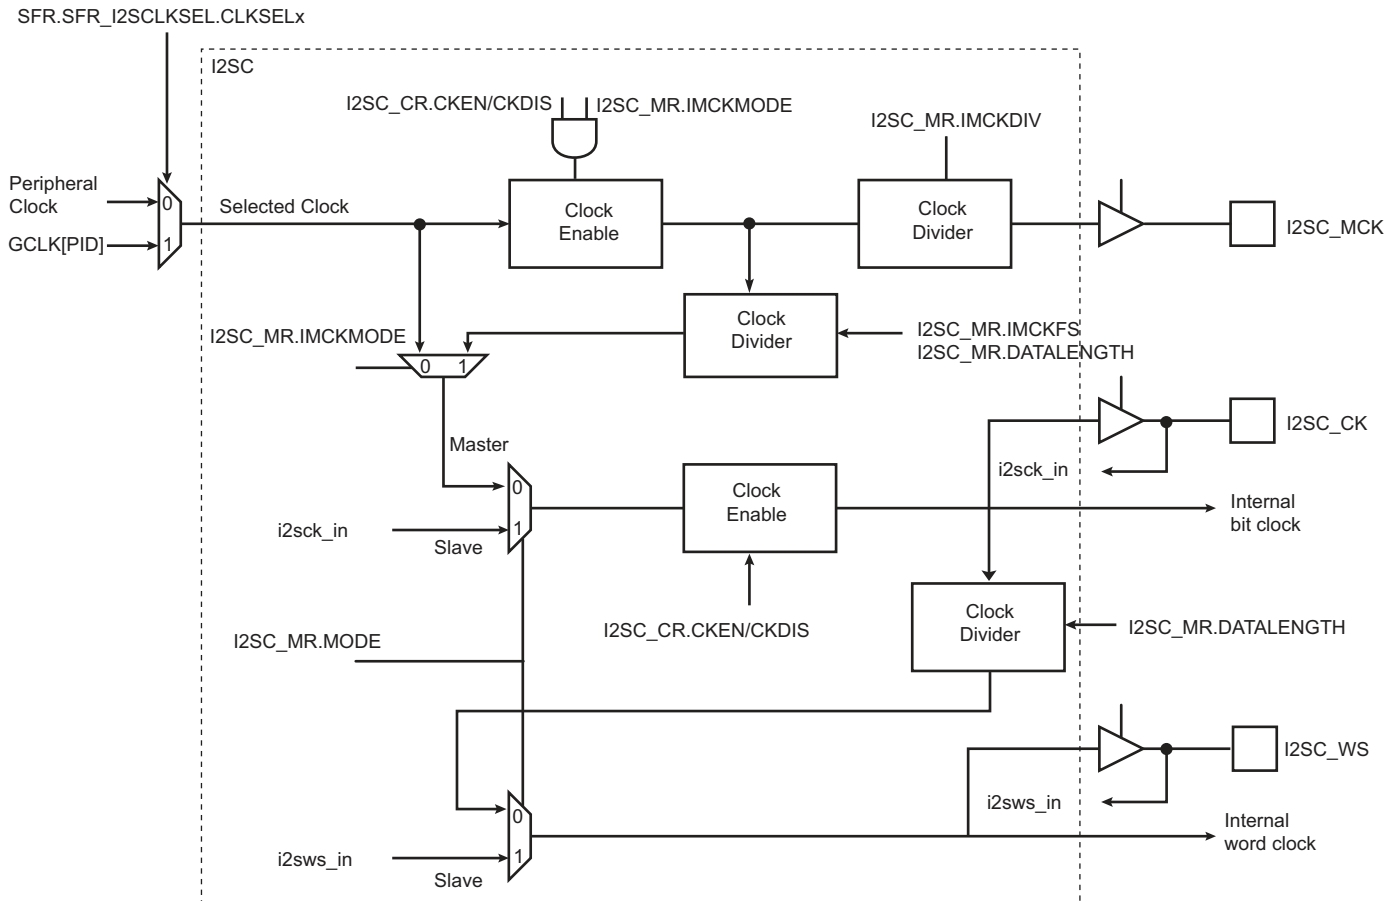 SFR.SFR_I2SCLKSEL.CLKSELx
I2SC
I2SC_CR.CKEN/CKDIS
I2SC_MR.IMCKMODE
I2SC_MR.IMCKDIV
Peripheral
Clock
0
GCLK[PID]
1
Selected Clock
Clock
Enable
Clock
Divider
I2SC_MCK
I2SC_MR.IMCKMODE
0
1
Clock
Divider
I2SC_MR.IMCKFS
I2SC_MR.DATALENGTH
I2SC_CK
Master
i2sck_in
0
i2sck_in
1
Slave
Clock
Enable
Internal
bit clock
I2SC_CR.CKEN/CKDIS
I2SC_MR.MODE
Clock
Divider
I2SC_MR.DATALENGTH
I2SC_WS
i2sws_in
0
i2sws_in
1
Slave
Internal
word clock